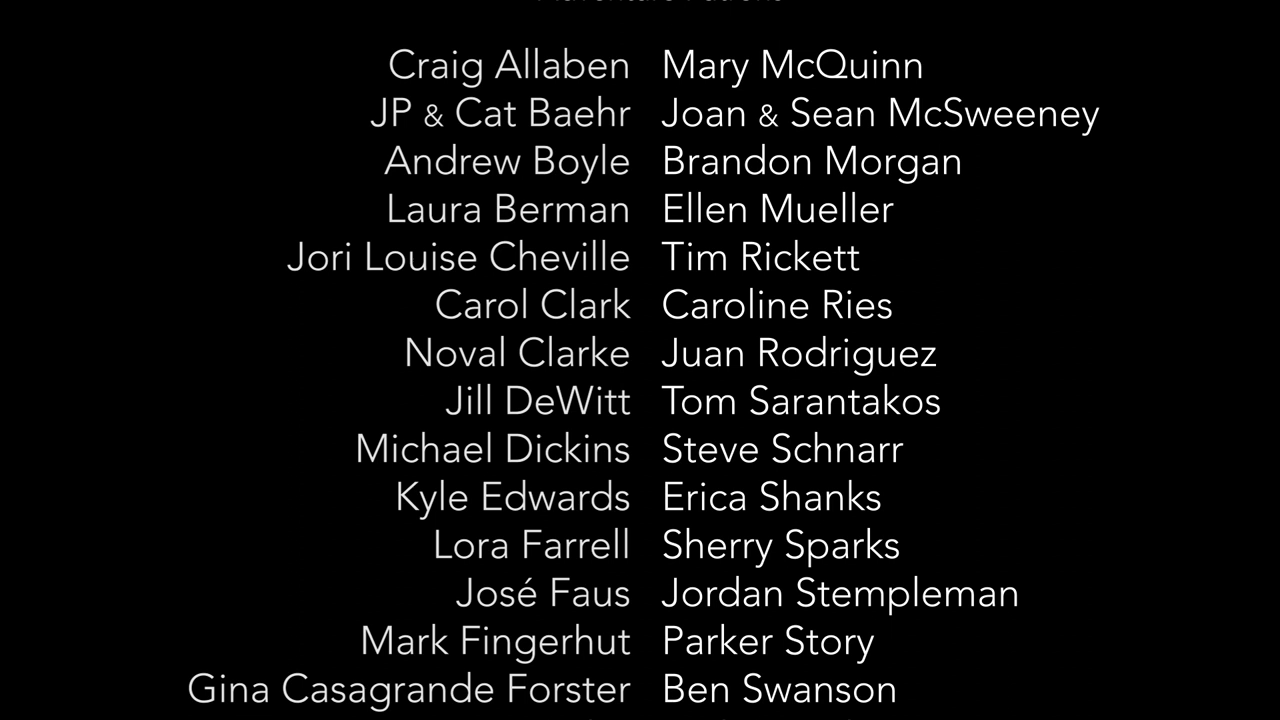 Craig Allaben Mary McQuinn
JP & Cat Baehr Joan & Sean McSweeney
Andrew Boyle Brandon Morgan
Laura Berman Ellen Mueller
Jori Louise Cheville Tim Rickett
Carol Clark Caroline Ries
Noval Clarke Juan Rodriguez
Jill DeWitt Tom Sarantakos
Michael Dickins Steve Schnarr
Kyle Edwards Erica Shanks
Lora Farrell Sherry Sparks
José Faus Jordan Stempleman
Mark Fingerhut Parker Story
Gina Casagrande Forster Ben Swanson